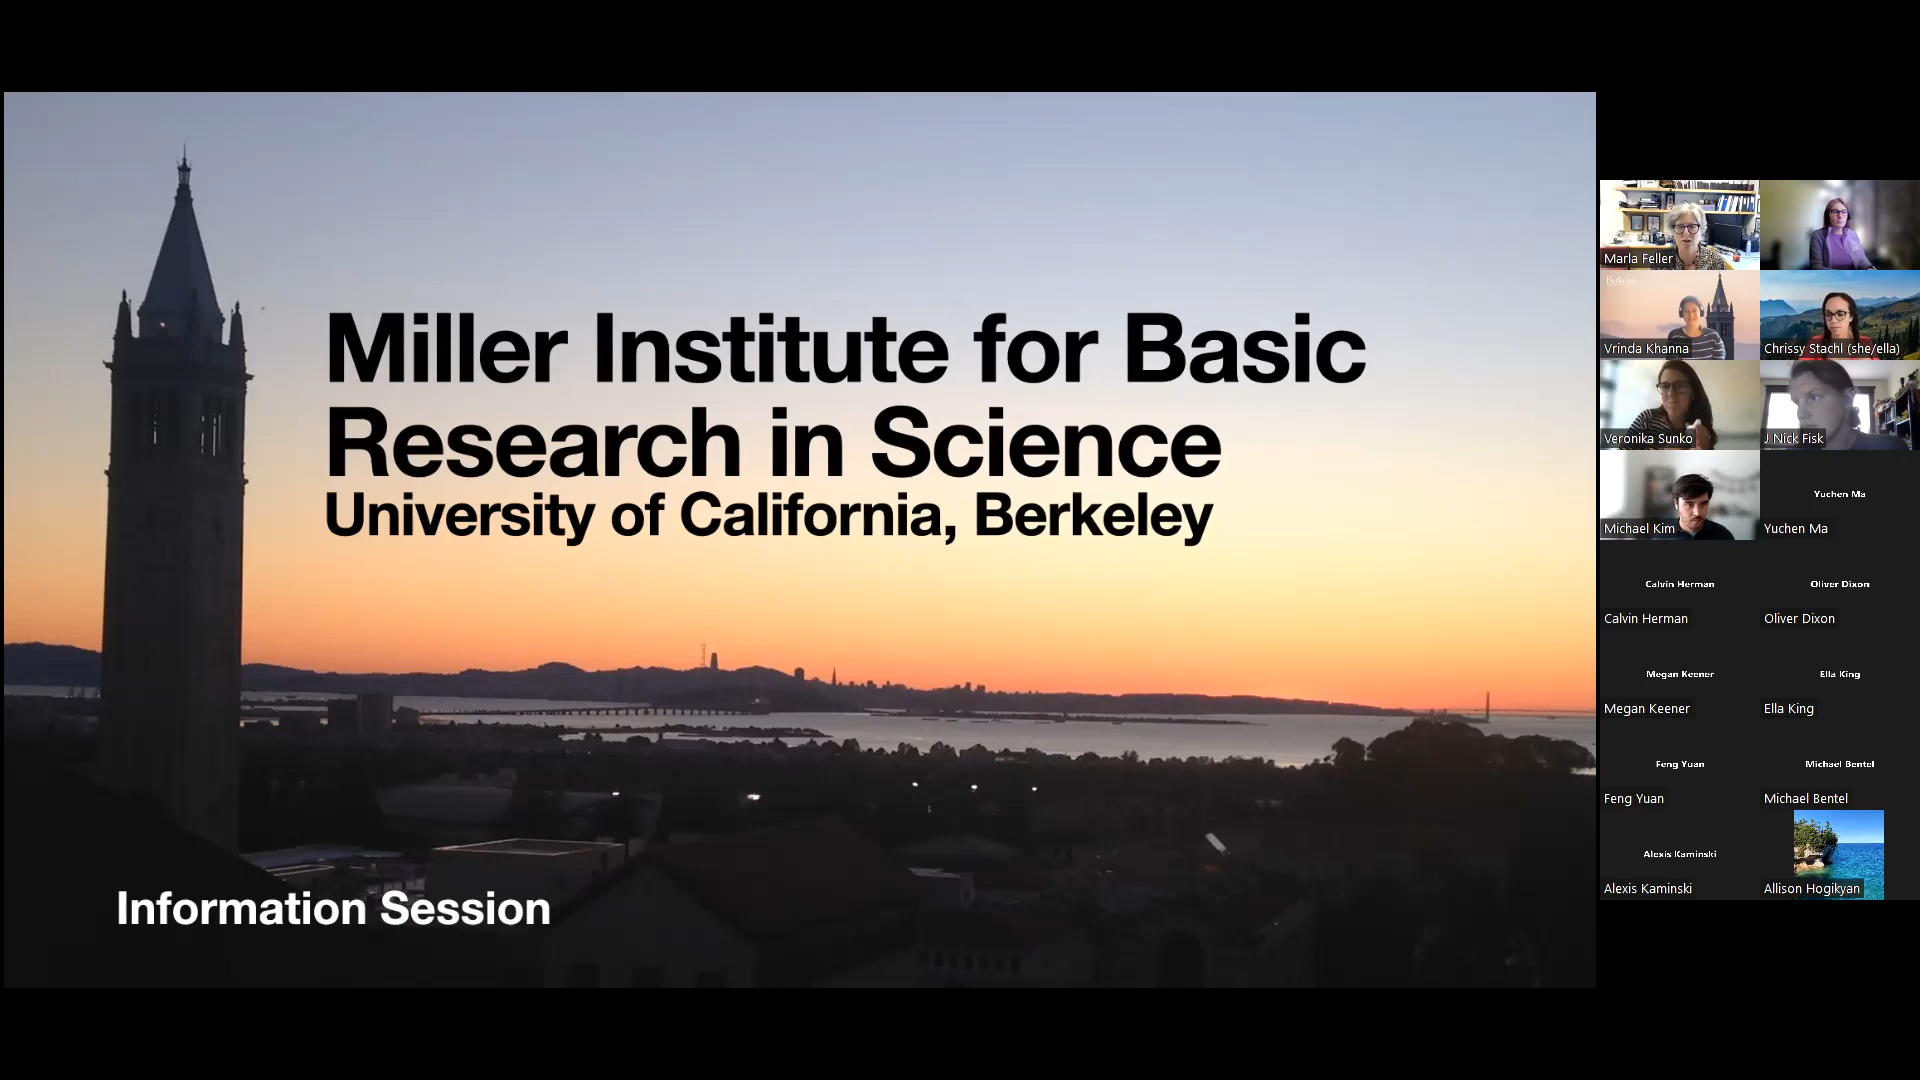 Miller Institute for Basic
Research in Science
University of California, Berkeley
Information Session
Marla Feller
Berkeley
Vrinda Khanna
Chrissy Stachl (she/ella)
Veronika Sunko
J Nick Fisk
Michael Kim
Yuchen Ma
Yuchen Ma
Calvin Herman
Calvin Herman
Oliver Dixon
Oliver Dixon
Megan Keener
Megan Keener
Ella King
Ella King
Feng Yuan
Feng Yuan
Michael Bentel
Michael Bentel
Alexis Kaminski
Alexis Kaminski
Allison Hogikyan